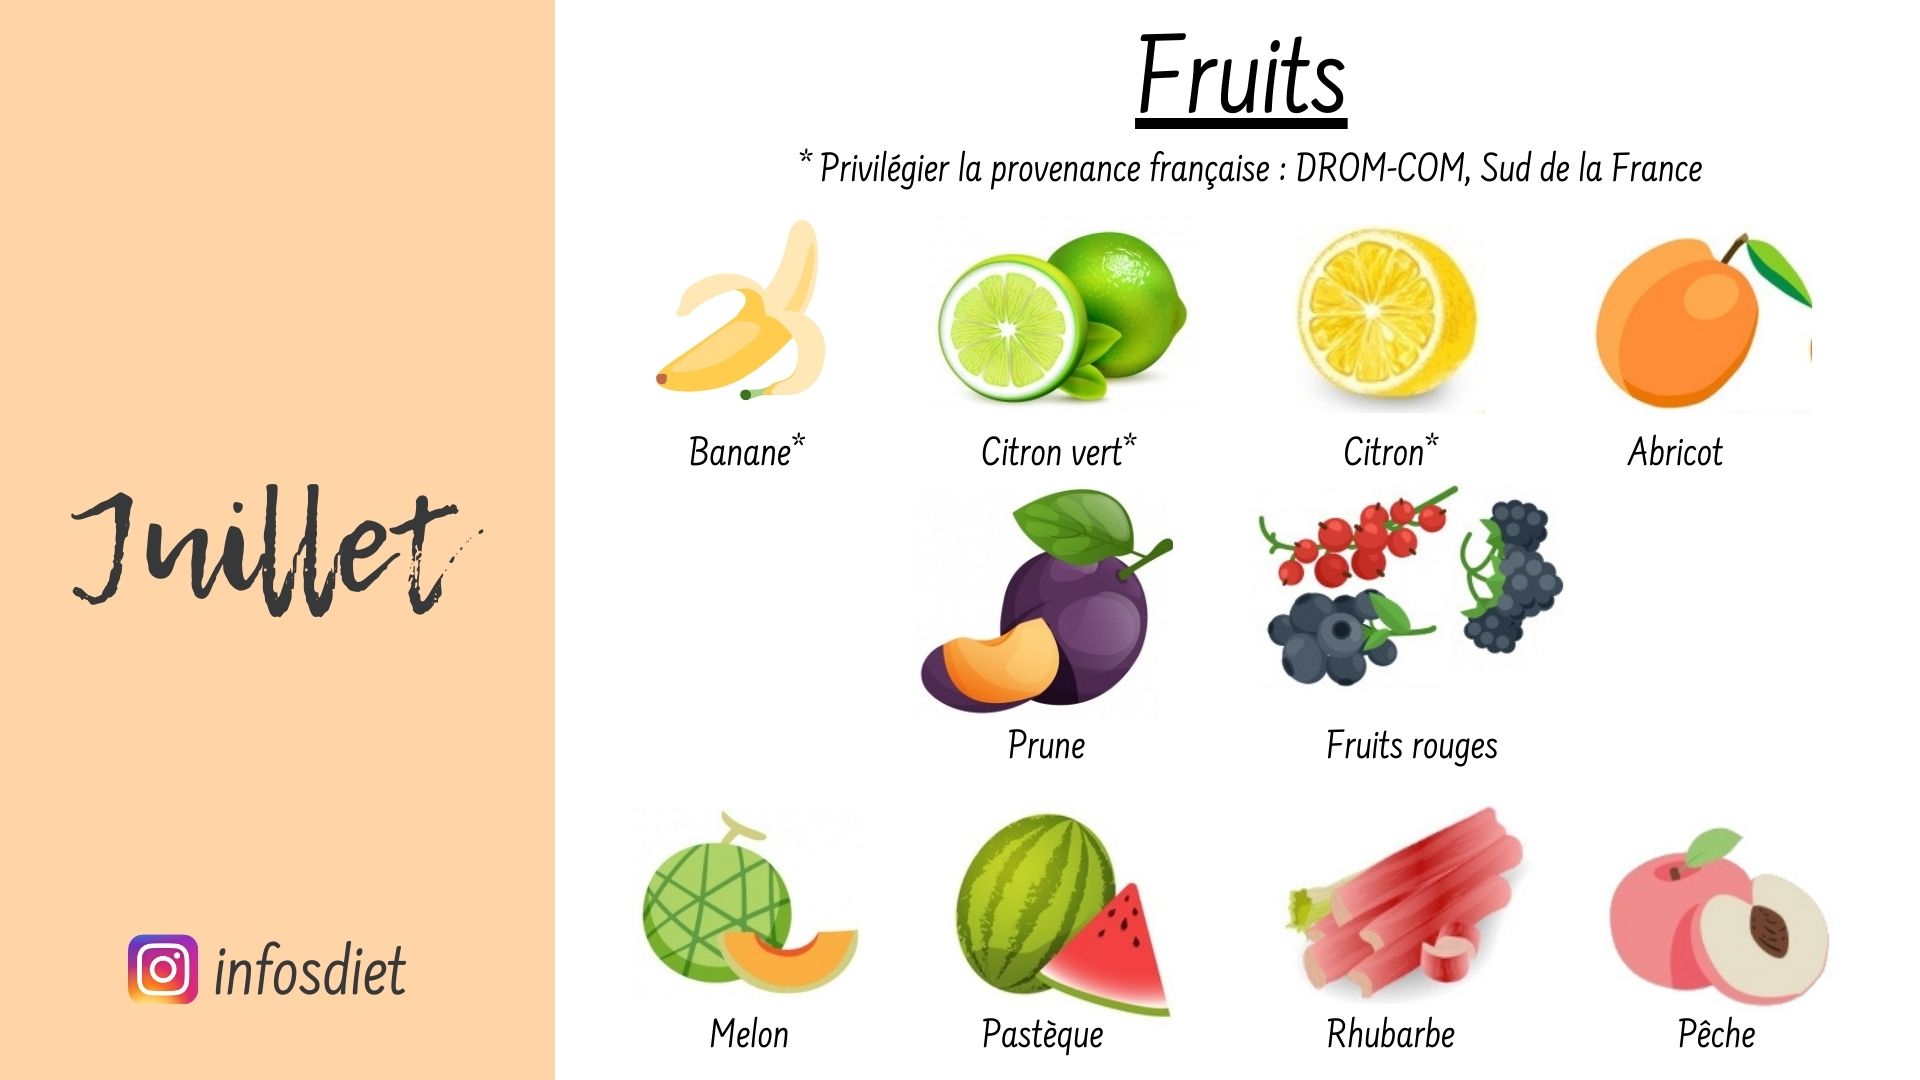 Juillet
infosdiet
Fruits
* Privilégier la provenance française : DROM-COM, Sud de la France
Banane*
Citron vert*
Citron*
Abricot
Prune
Fruits rouges
Melon
Pastèque
Rhubarbe
Pêche